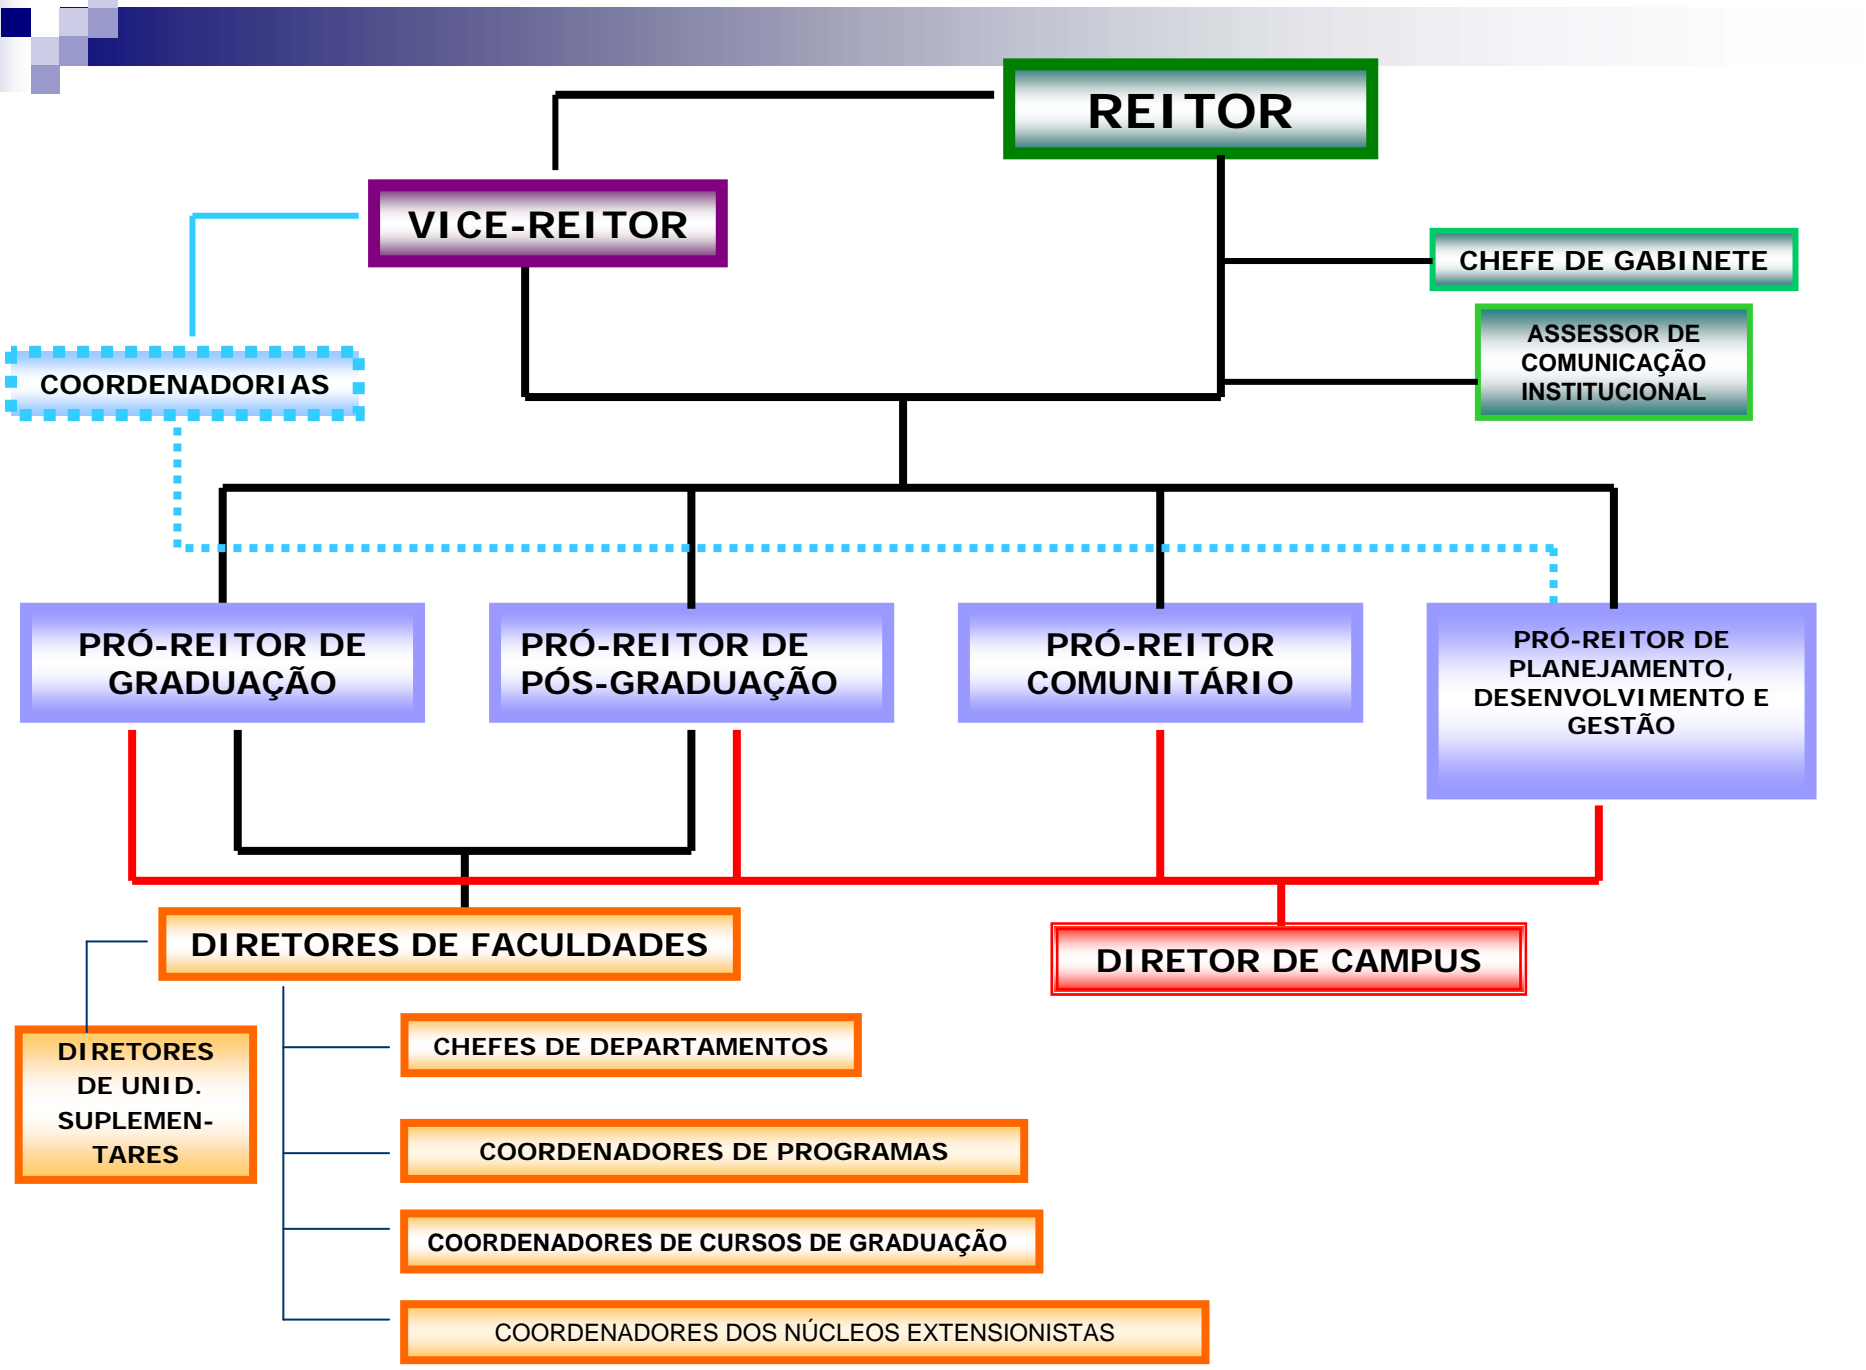 REITOR
VICE-REITOR
CHEFE DE GABINETE
ASSESSOR DE
COMUNICAÇÃO
INSTITUCIONAL
COORDENADORIAS
PRÓ-REITOR DE
GRADUAÇÃO
PRÓ-REITOR DE
PÓS-GRADUAÇÃO
PRÓ-REITOR
COMUNITÁRIO
PRÓ-REITOR DE
PLANEJAMENTO,
DESENVOLVIMENTO E
GESTÃO
DIRETORES DE FACULDADES
DIRETOR DE CAMPUS
DIRETORES
DE UNID.
SUPLEMEN-
TARES
CHEFES DE DEPARTAMENTOS
COORDENADORES DE PROGRAMAS
COORDENADORES DE CURSOS DE GRADUAÇÃO
COORDENADORES DOS NÚCLEOS EXTENSIONISTAS